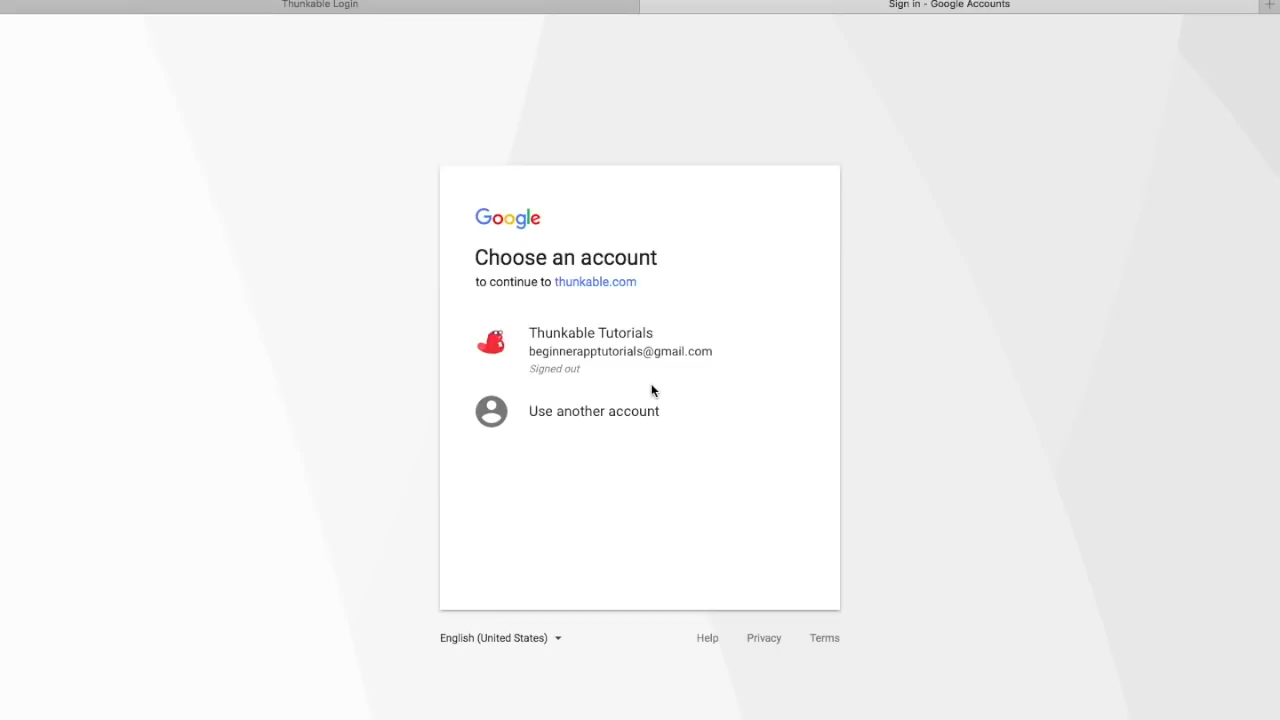 Thunkable Login
Sign in - Google Accounts
Google
Choose an account
to continue to thunkable.com
Thunkable Tutorials
beginnerapptutorials@gmail.com
Signed out
Use another account
English (United States)
Help
Privacy
Terms